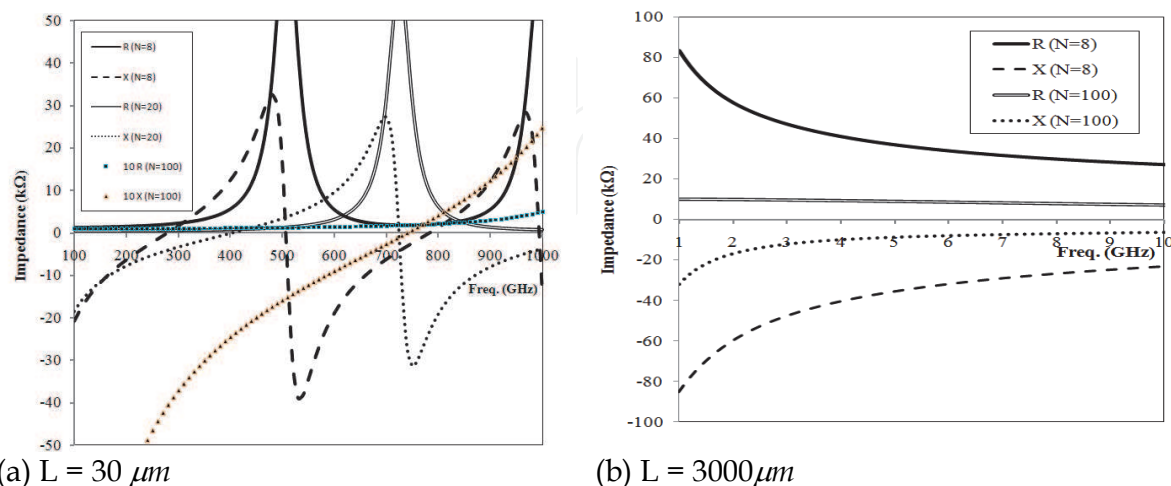 50
40
30
20
10
0
-10
-20
-30
-40
-50
Impedance (kΩ)
R (N=8)
X (N=8)
R (N=20)
X (N=20)
10 R (N=100)
10 X (N=100)
100 200 300 400 500 600 700 800 900 1000
Freq. (GHz)
(a) L = 30 μm
100
80
60
40
20
0
-20
-40
-60
-80
-100
Impedance (kΩ)
R (N=8)
X (N=8)
R (N=100)
X (N=100)
1 2 3 4 5 6 7 8 9 10
Freq. (GHz)
(b) L = 3000μm